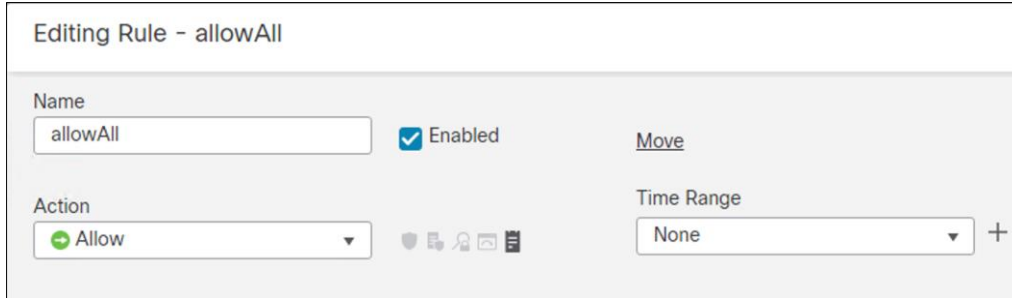 Editing Rule - allowAll
Name
allowAll
Enabled
Move
Action
Time Range
Allow
None